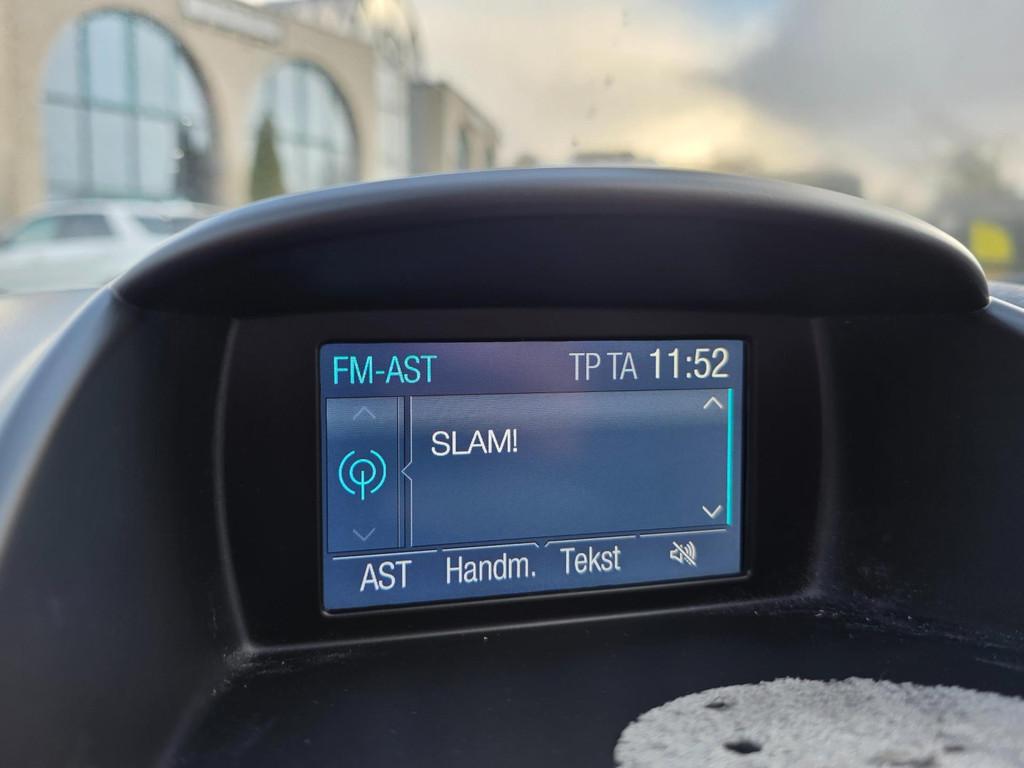 FM-AST TP TA 11:52
SLAM!
AST Handm. Tekst